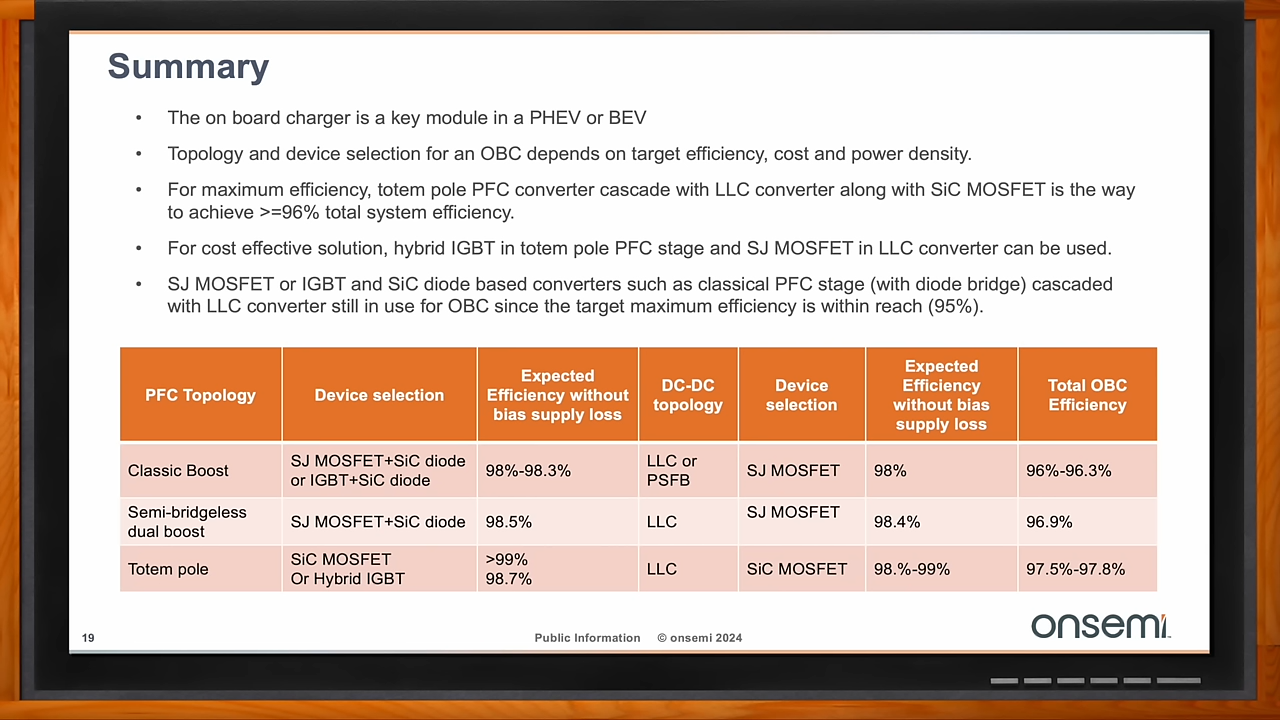 Summary
• The on board charger is a key module in a PHEV or BEV
• Topology and device selection for an OBC depends on target efficiency, cost and power density.
• For maximum efficiency, totem pole PFC converter cascade with LLC converter along with SiC MOSFET is the way
to achieve >=96% total system efficiency.
• For cost effective solution, hybrid IGBT in totem pole PFC stage and SJ MOSFET in LLC converter can be used.
• SJ MOSFET or IGBT and SiC diode based converters such as classical PFC stage (with diode bridge) cascaded
with LLC converter still in use for OBC since the target maximum efficiency is within reach (95%).
PFC Topology
Device selection
Expected
Efficiency without
bias supply loss
DC-DC
topology
Device
selection
Expected
Efficiency
without bias
supply loss
Total OBC
Efficiency
Classic Boost
SJ MOSFET+SiC diode
or IGBT+SiC diode
98%-98.3%
LLC or
PSFB
SJ MOSFET
98%
96%-96.3%
Semi-bridgeless
dual boost
SJ MOSFET+SiC diode
98.5%
LLC
SJ MOSFET
98.4%
96.9%
Totem pole
SiC MOSFET
Or Hybrid IGBT
>99%
98.7%
LLC
SiC MOSFET
98.%-99%
97.5%-97.8%
onsemi
19
Public Information © onsemi 2024